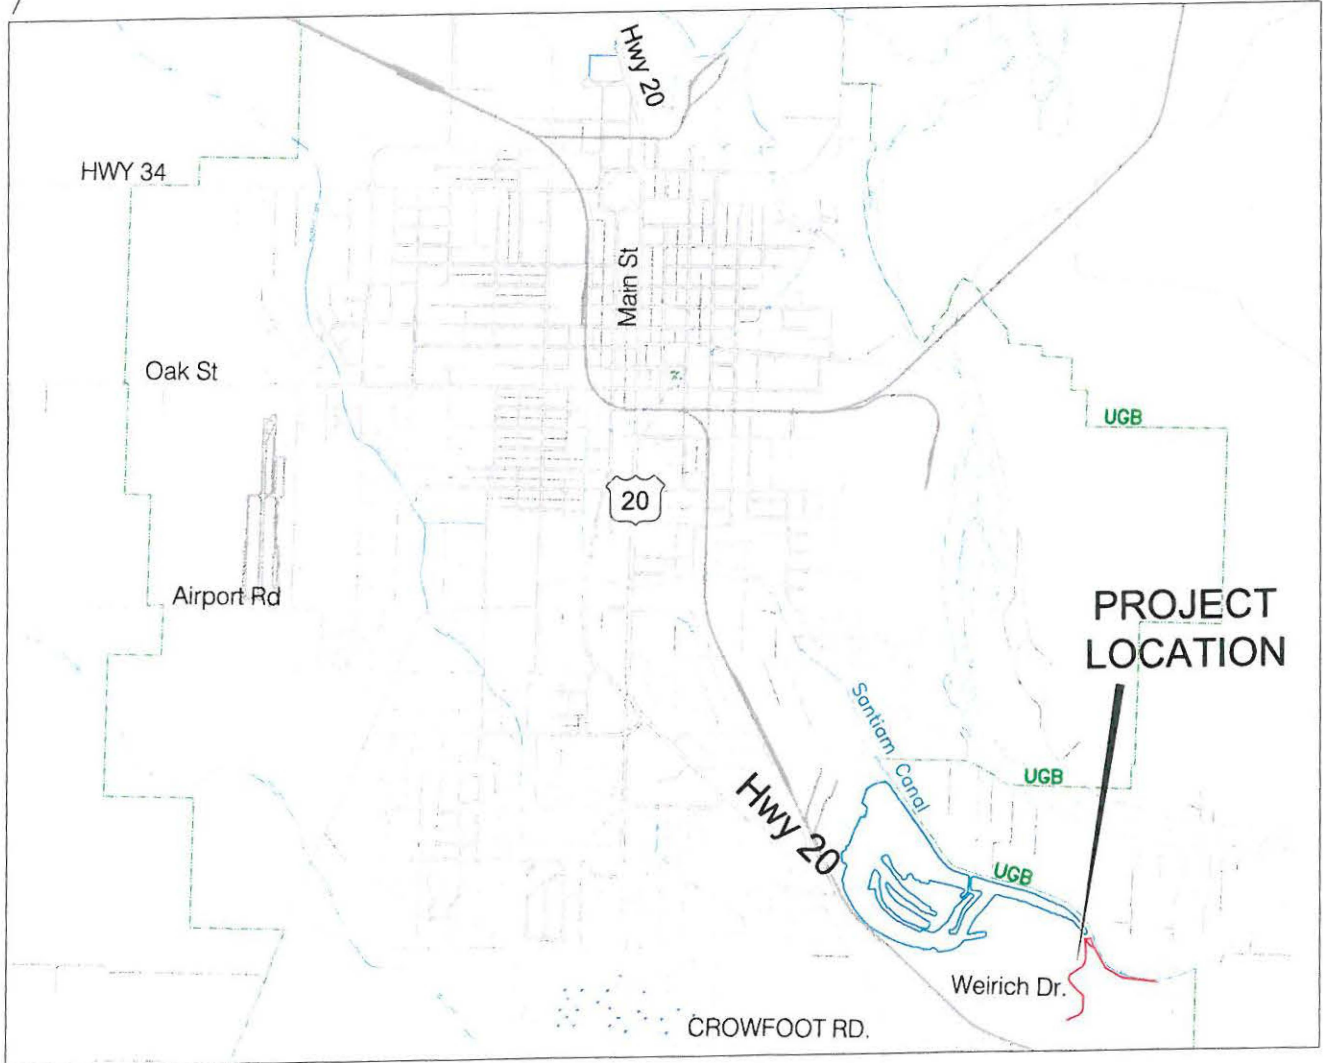 Hwy 20
HWY 34
Main St
Oak St
UGB
20
Airport Rd
PROJECT
LOCATION
Santiam Canal
UGB
Hwy 20
UGB
Weirich Dr.
CROWFOOT RD.